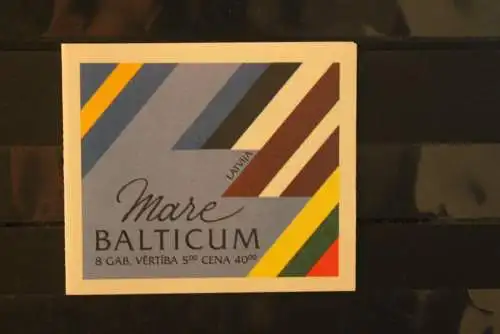 LATVIJA
Mare
BALTICUM
8 GAB. VĒRTĪBA 5⁰⁰ CENA 40⁰⁰